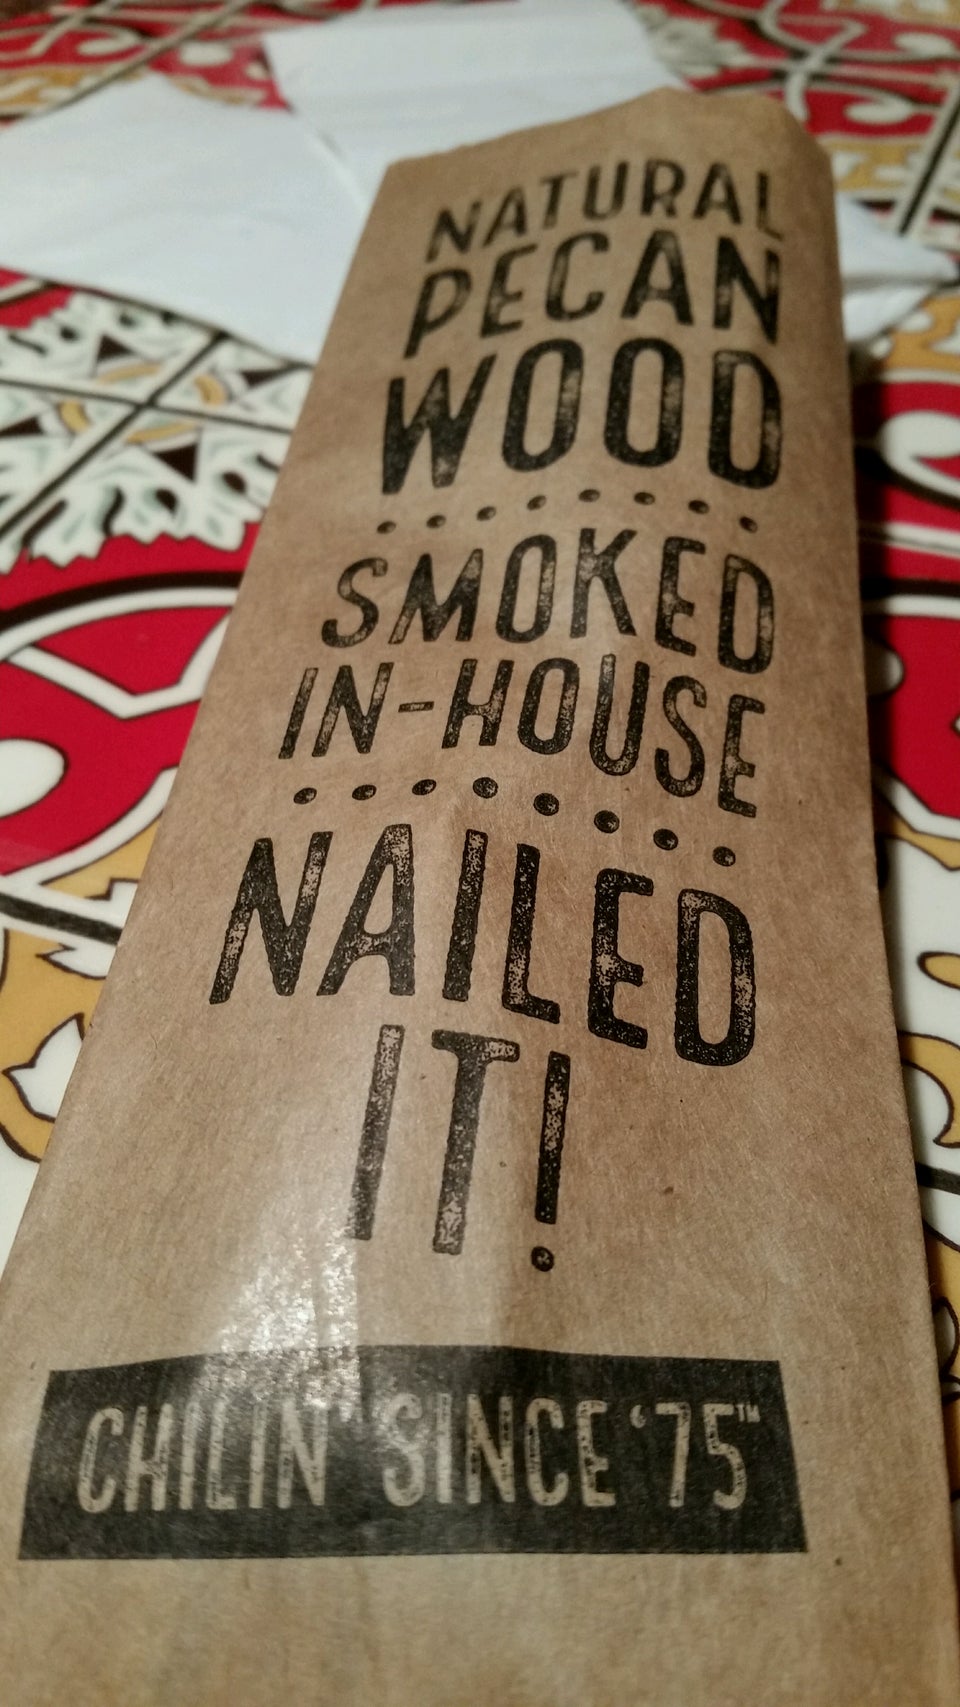 NATURAL
PECAN
WOOD
SMOKED
IN-HOUSE
NAILED
IT!
CHILIN' SINCE '75™